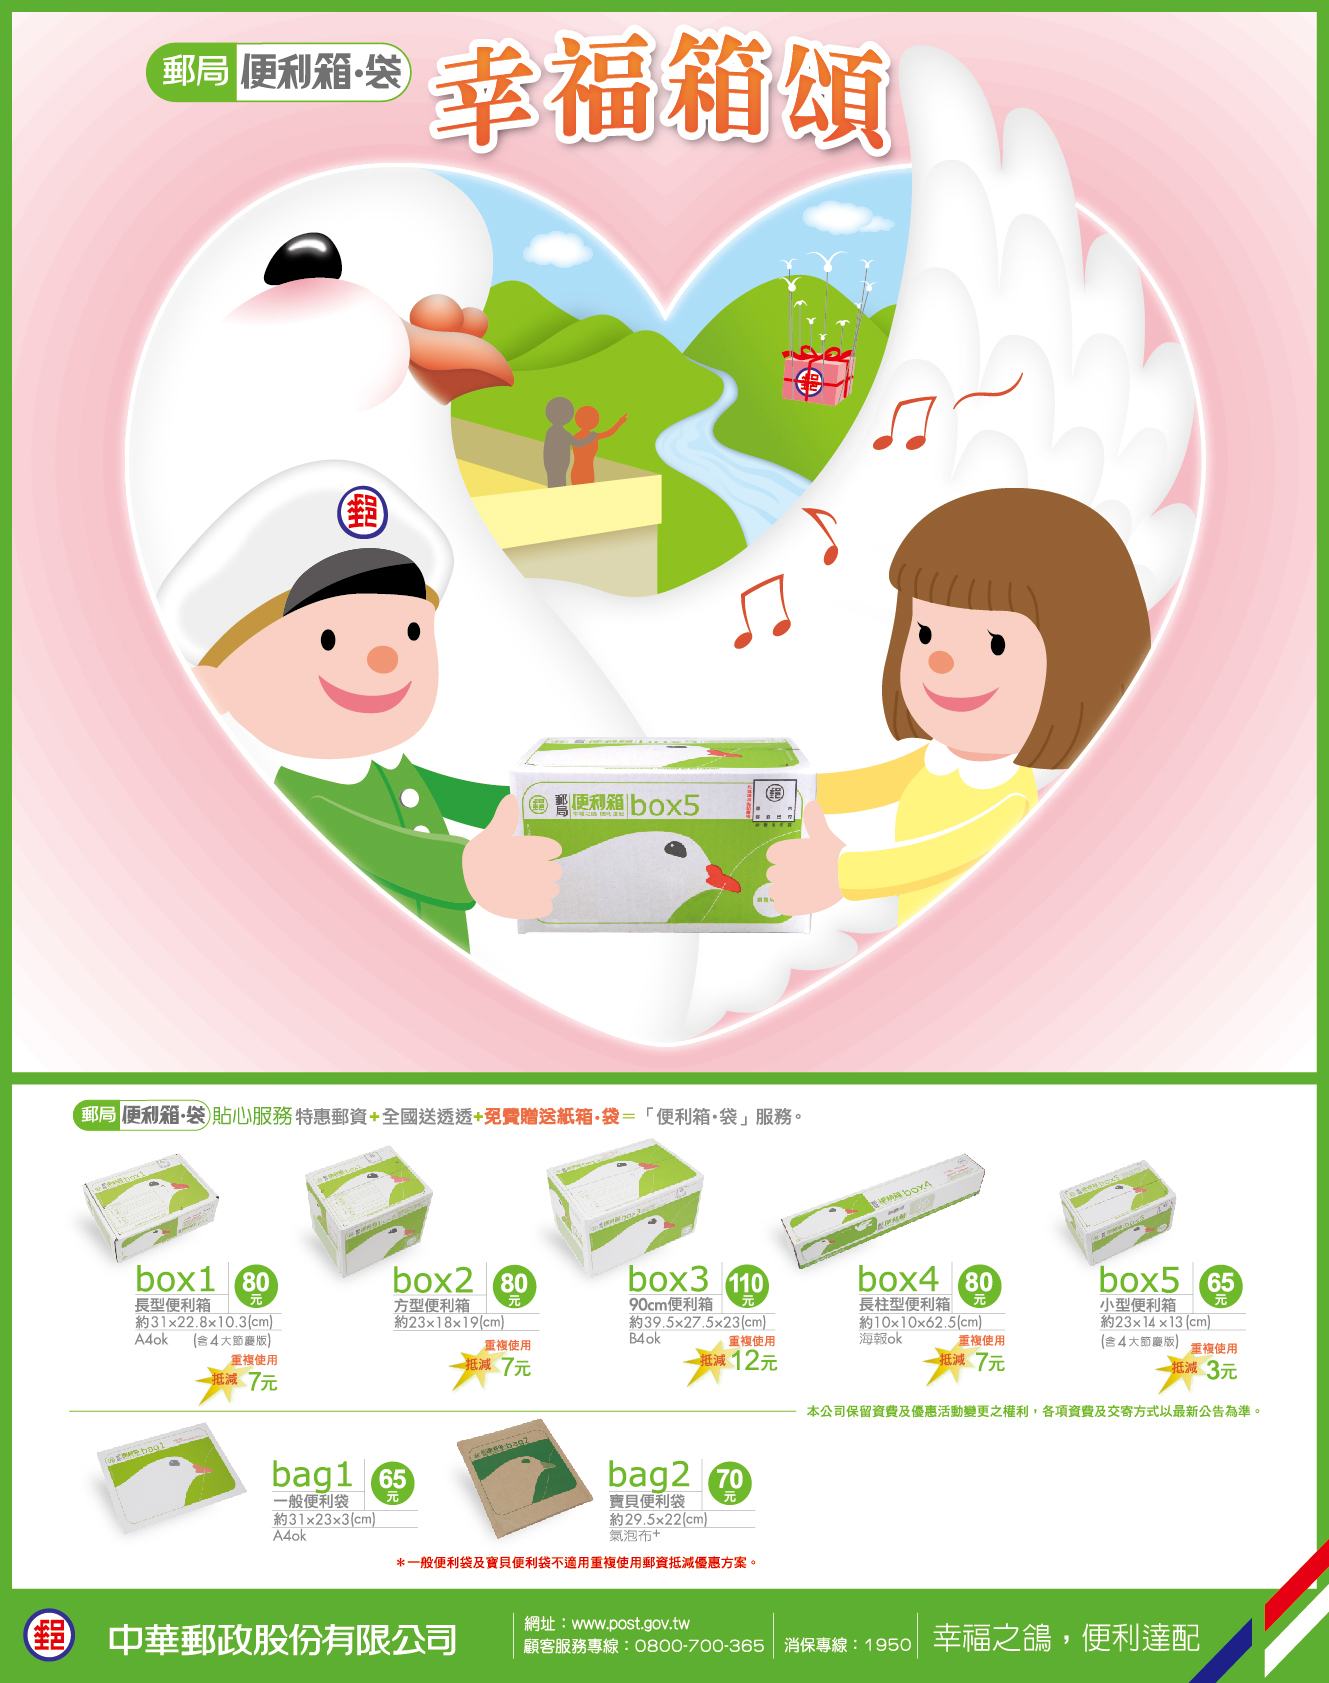 郵局 便利箱·袋
幸福箱頌
郵
郵
郵局 便利箱 box5
郵局 便利箱·袋 貼心服務 特惠郵資+全國送透透+免費贈送紙箱·袋=「便利箱·袋」服務。
box1 80元
長型便利箱
約31×22.8×10.3(cm)
A4ok (含4大節慶版)
重複使用
抵減 7元
box2 80元
方型便利箱
約23×18×19(cm)
重複使用
抵減 7元
box3 110元
90cm便利箱
約39.5×27.5×23(cm)
B4ok
重複使用
抵減 12元
box4 80元
長柱型便利箱
約10×10×62.5(cm)
海報ok
重複使用
抵減 7元
box5 65元
小型便利箱
約23×14×13(cm)
(含4大節慶版)
重複使用
抵減 3元
本公司保留資費及優惠活動變更之權利，各項資費及交寄方式以最新公告為準。
bag1 65元
一般便利袋
約31×23×3(cm)
A4ok
bag2 70元
寶貝便利袋
約29.5×22(cm)
氣泡布+
＊一般便利袋及寶貝便利袋不適用重複使用郵資抵減優惠方案。
郵 中華郵政股份有限公司
網址：www.post.gov.tw
顧客服務專線：0800-700-365
消保專線：1950
幸福之鴿，便利達配